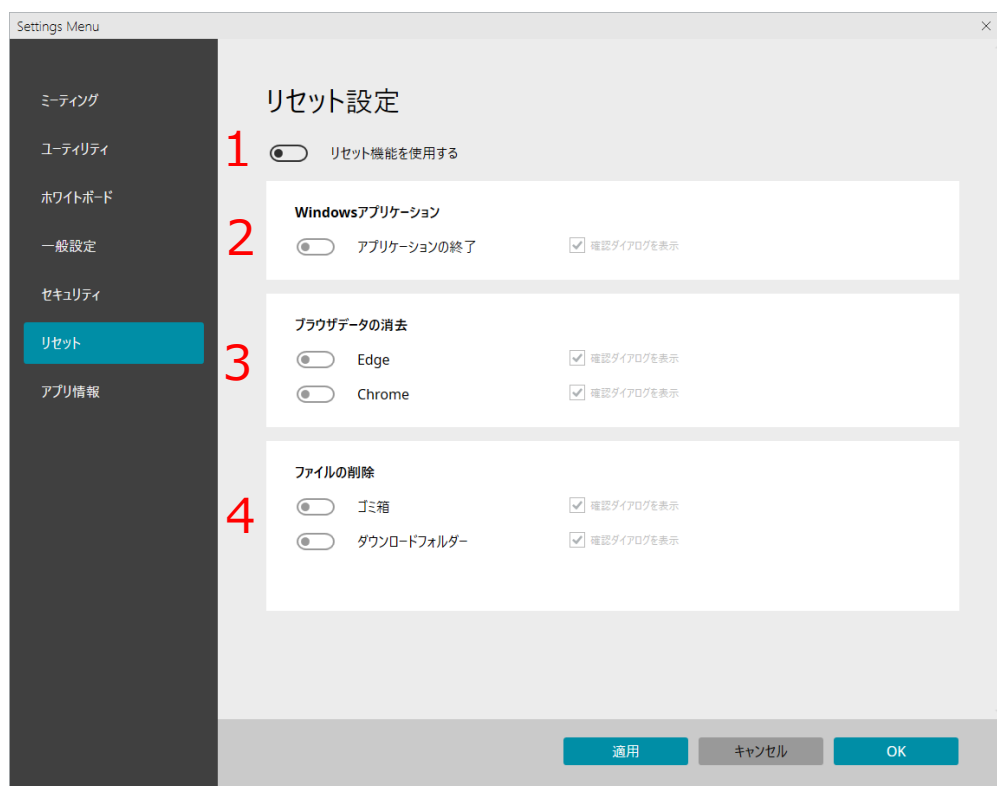 Settings Menu
ミーティング
ユーティリティ
ホワイトボード
一般設定
セキュリティ
リセット
アプリ情報
リセット設定
1
リセット機能を使用する
Windowsアプリケーション
2
アプリケーションの終了
確認ダイアログを表示
ブラウザデータの消去
3
Edge
確認ダイアログを表示
Chrome
確認ダイアログを表示
ファイルの削除
4
ゴミ箱
確認ダイアログを表示
ダウンロードフォルダー
確認ダイアログを表示
適用
キャンセル
OK